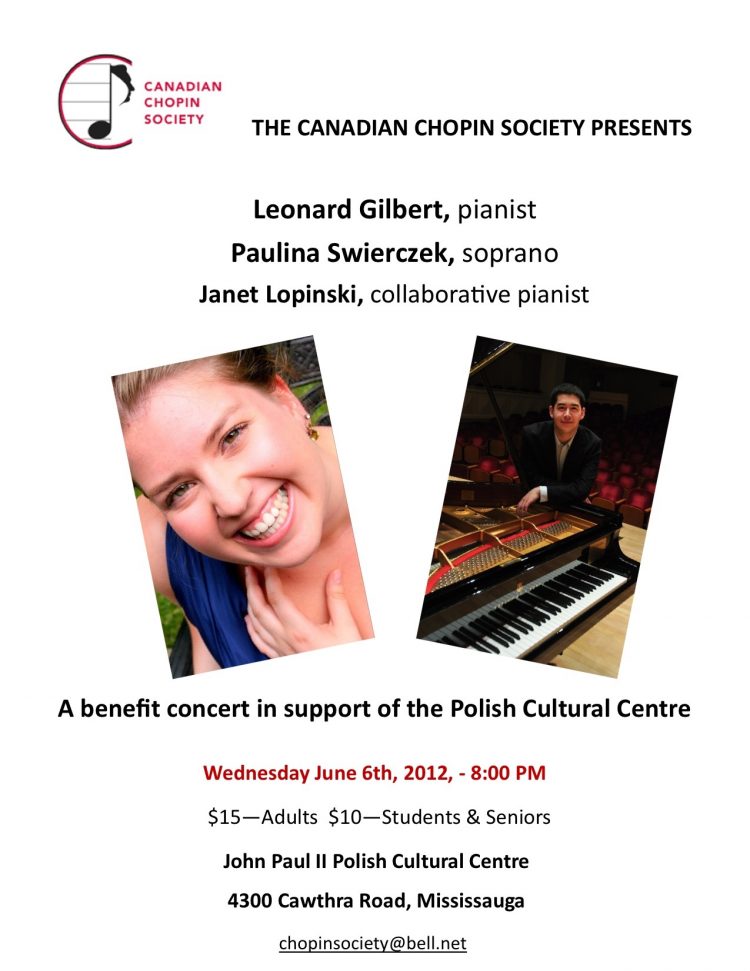 CANADIAN
CHOPIN
SOCIETY
THE CANADIAN CHOPIN SOCIETY PRESENTS
Leonard Gilbert, pianist
Paulina Swierczek, soprano
Janet Lopinski, collaborative pianist
A benefit concert in support of the Polish Cultural Centre
Wednesday June 6th, 2012, - 8:00 PM
$15—Adults $10—Students & Seniors
John Paul II Polish Cultural Centre
4300 Cawthra Road, Mississauga
chopinsociety@bell.net